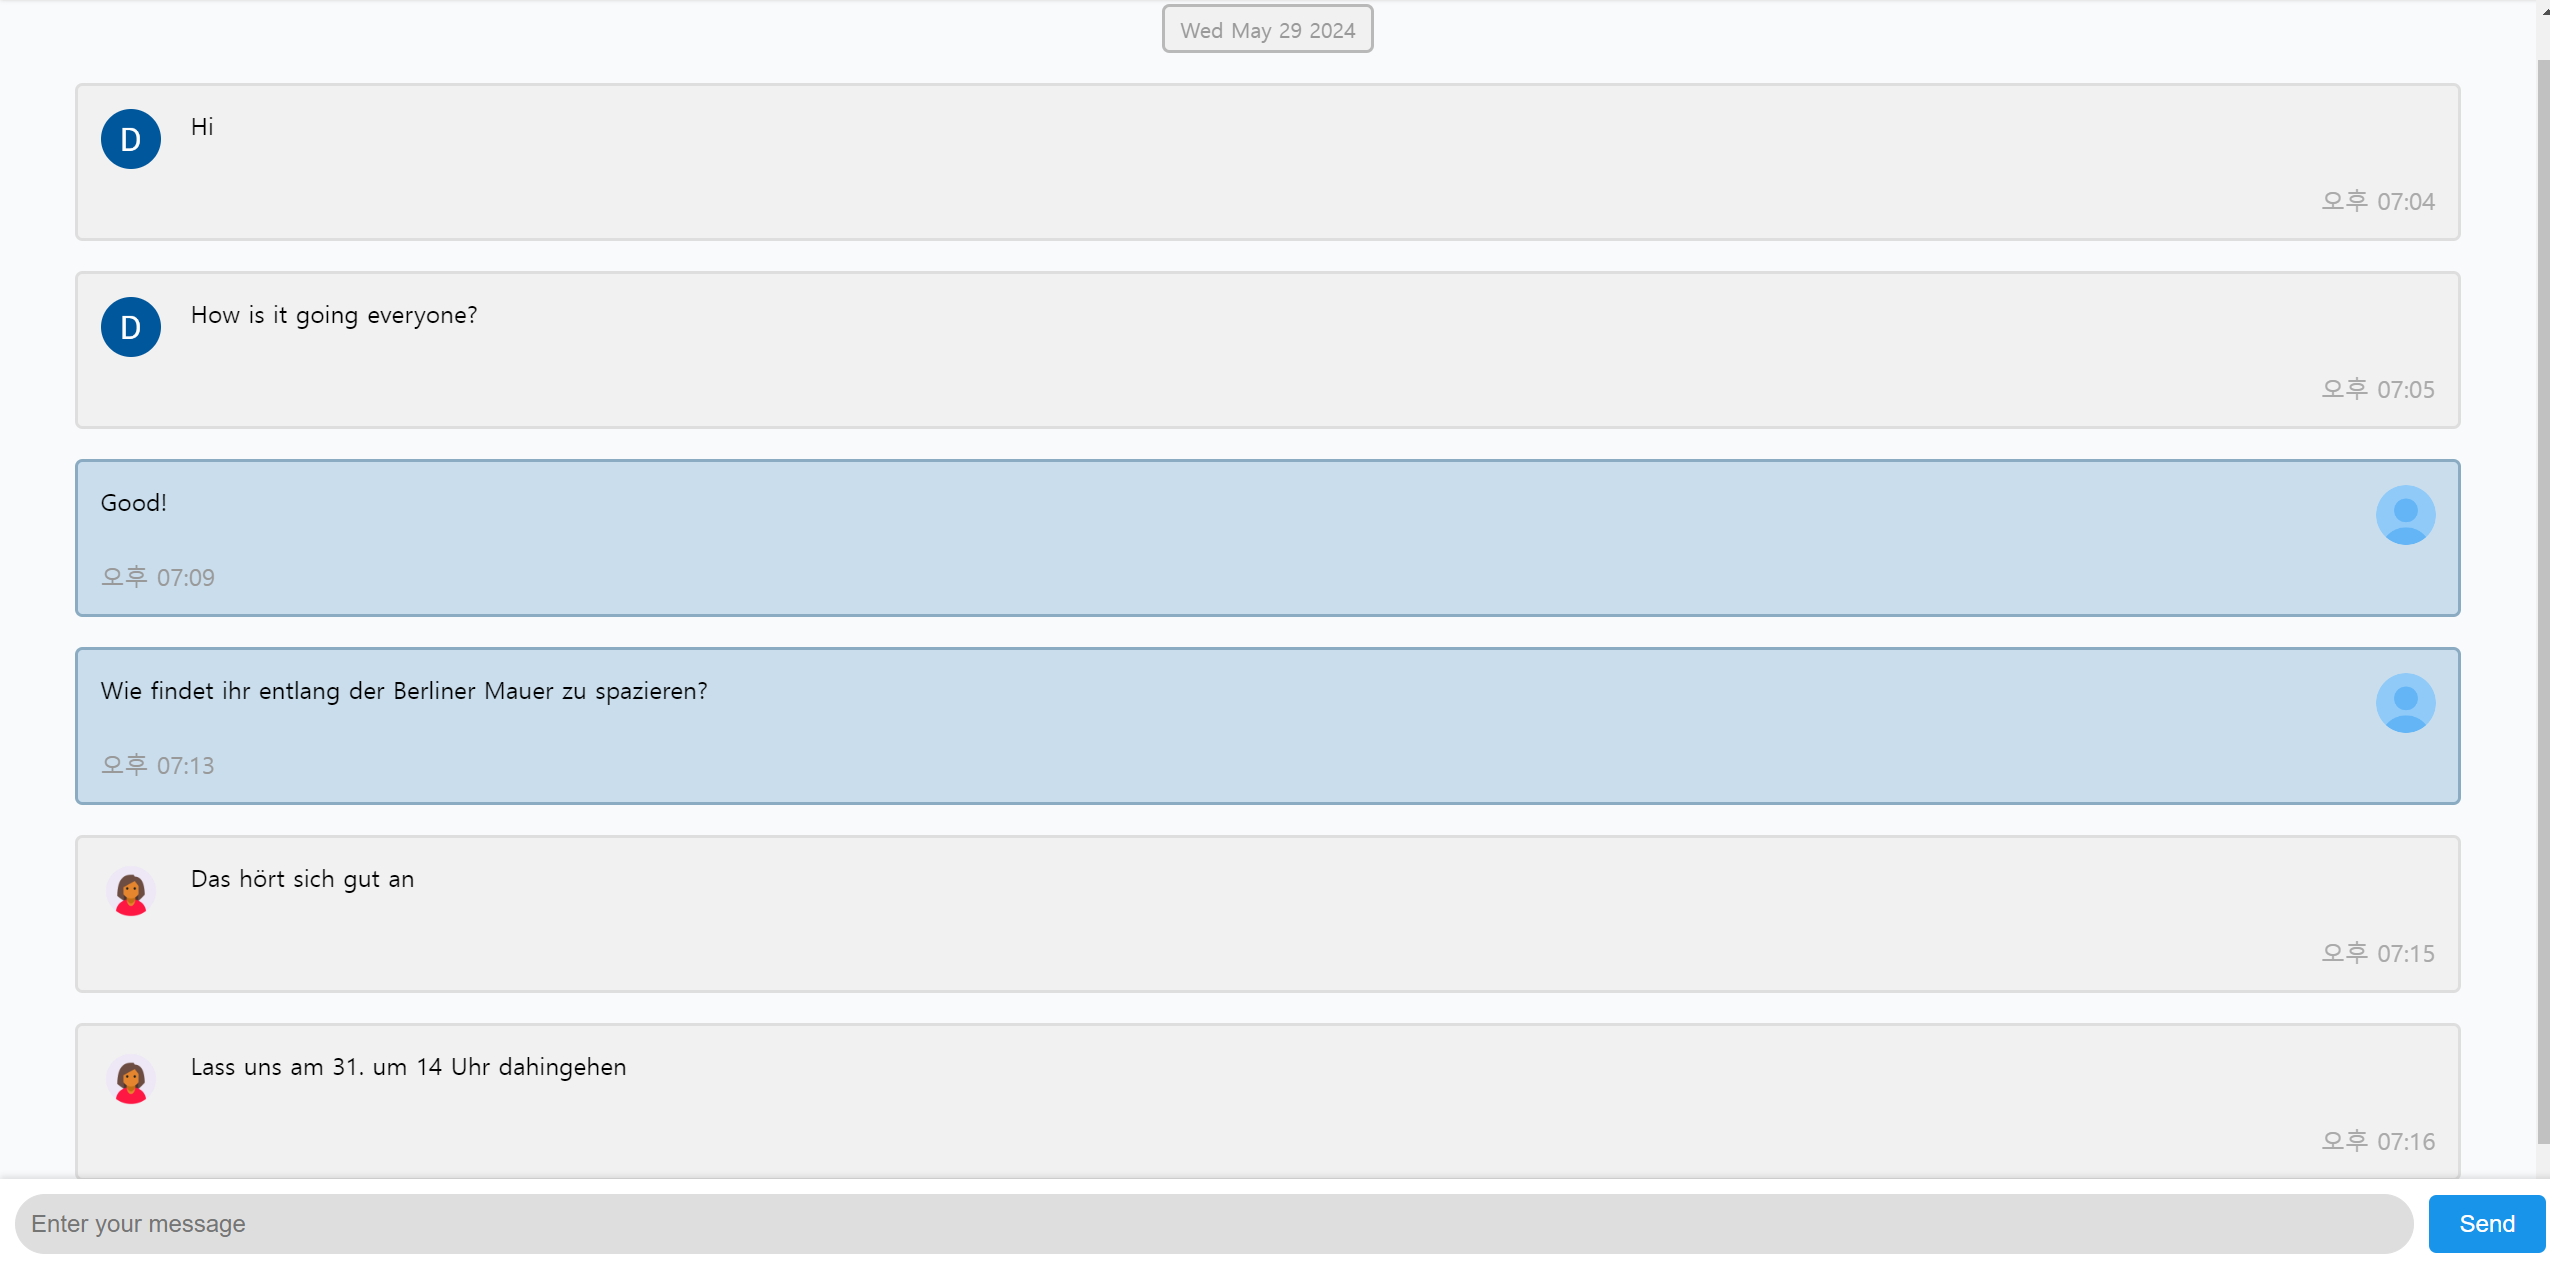 Wed May 29 2024
D
Hi
오후 07:04
D
How is it going everyone?
오후 07:05
Good!
오후 07:09
Wie findet ihr entlang der Berliner Mauer zu spazieren?
오후 07:13
Das hört sich gut an
오후 07:15
Lass uns am 31. um 14 Uhr dahingehen
오후 07:16
Enter your message
Send